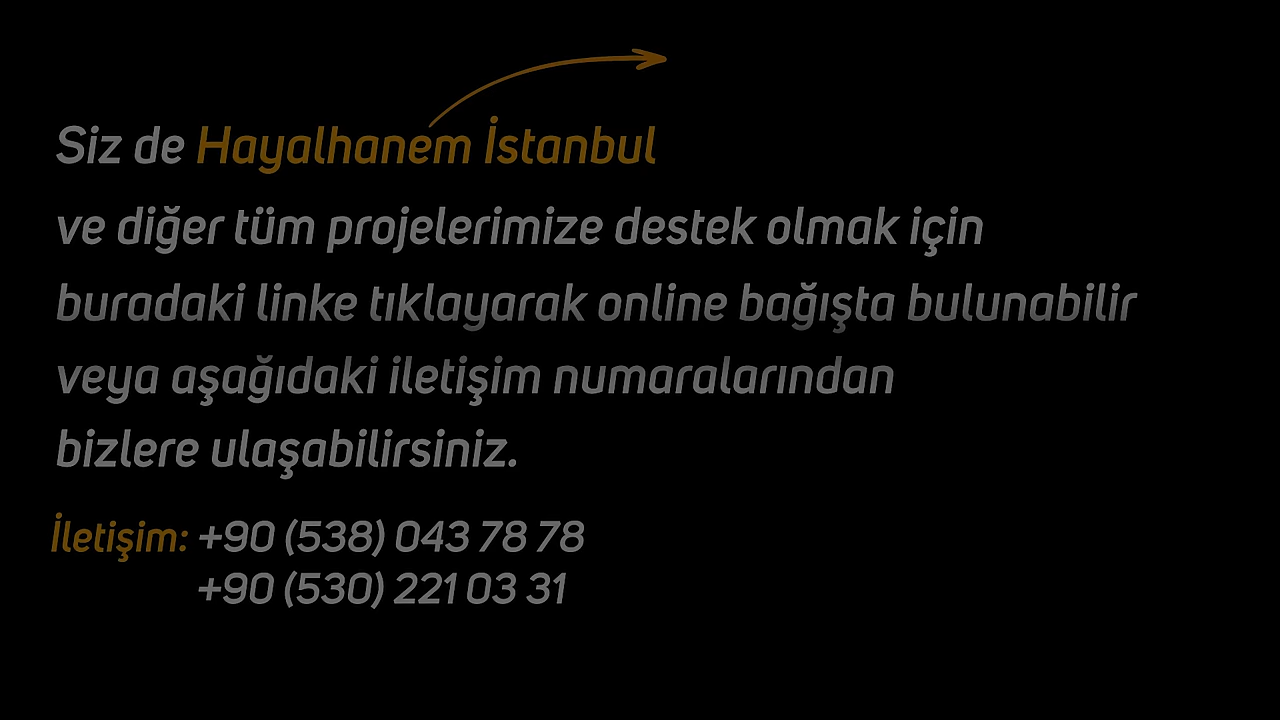 Siz de Hayalhanem İstanbul
ve diğer tüm projelerimize destek olmak için
buradaki linke tıklayarak online bağışta bulunabilir
veya aşağıdaki iletişim numaralarından
bizlere ulaşabilirsiniz.
İletişim: +90 (538) 043 78 78
+90 (530) 221 03 31